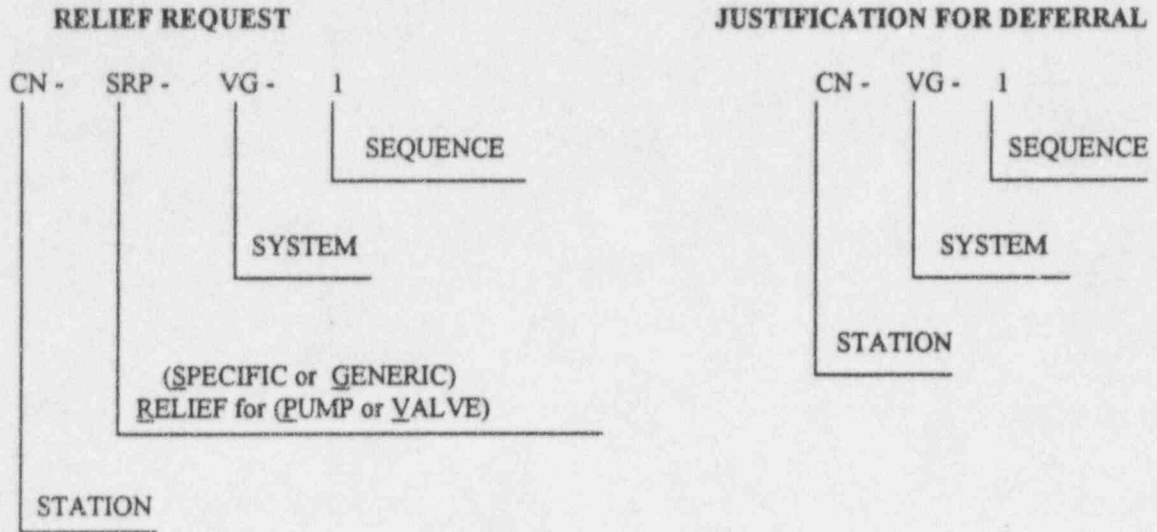 RELIEF REQUEST
CN - SRP - VG - 1
SEQUENCE
SYSTEM
(SPECIFIC or GENERIC)
RELIEF for (PUMP or VALVE)
STATION
JUSTIFICATION FOR DEFERRAL
CN - VG - 1
SEQUENCE
SYSTEM
STATION